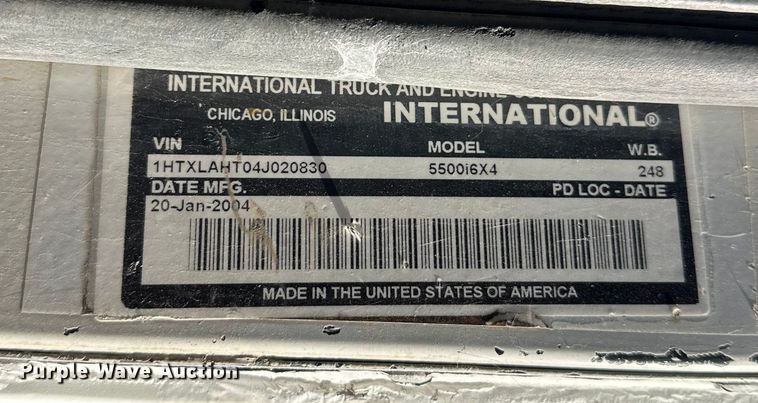 INTERNATIONAL TRUCK AND ENGINE
CHICAGO, ILLINOIS INTERNATIONAL®
VIN MODEL W.B.
1HTXLAHT04J020830 5500i6X4 248
DATE MFG. PD LOC - DATE
20-Jan-2004
MADE IN THE UNITED STATES OF AMERICA
Purple Wave Auction